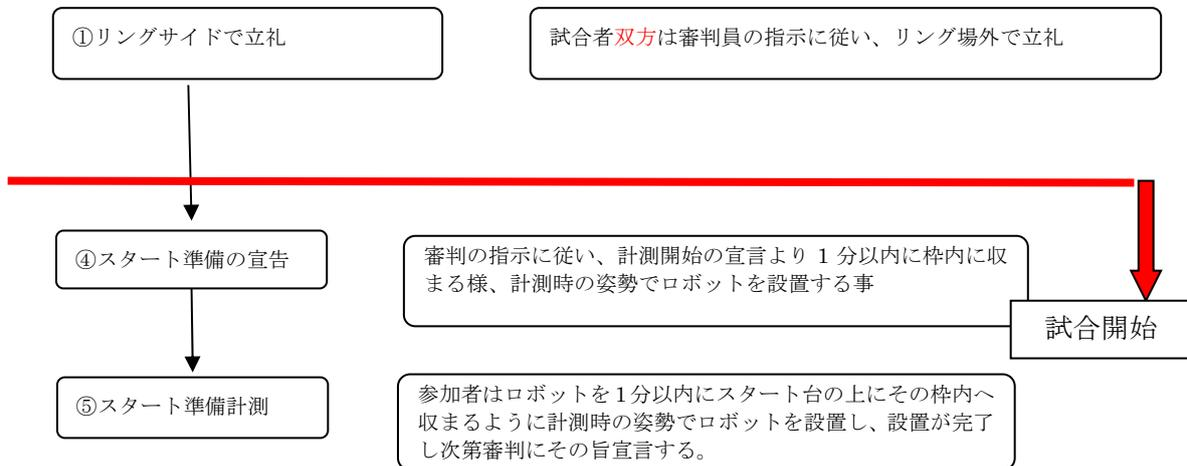 ①リングサイドで立礼
試合者双方は審判員の指示に従い、リング場外で立礼
④スタート準備の宣告
審判の指示に従い、計測開始の宣言より 1 分以内に枠内に収
まる様、計測時の姿勢でロボットを設置する事
試合開始
⑤スタート準備計測
参加者はロボットを1分以内にスタート台の上にその枠内へ
収まるように計測時の姿勢でロボットを設置し、設置が完了
し次第審判にその旨宣言する。